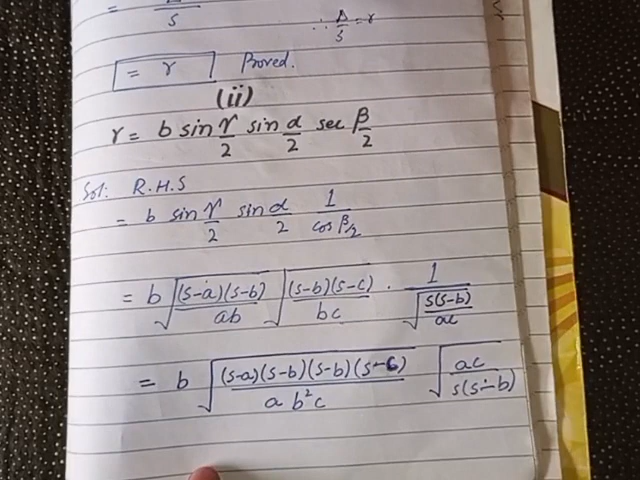 = Δ/s ∴ Δ/s = r
= r Proved.
(ii)
r = b sin γ/2 sin α/2 sec β/2
Sol: R.H.S
= b sin γ/2 sin α/2 1/cos β/2
= b √((s-a)(s-b)/ab) √((s-b)(s-c)/bc) · 1/√(s(s-b)/ac)
= b √((s-a)(s-b)(s-b)(s-c)/a b²c) √(ac/s(s-b))